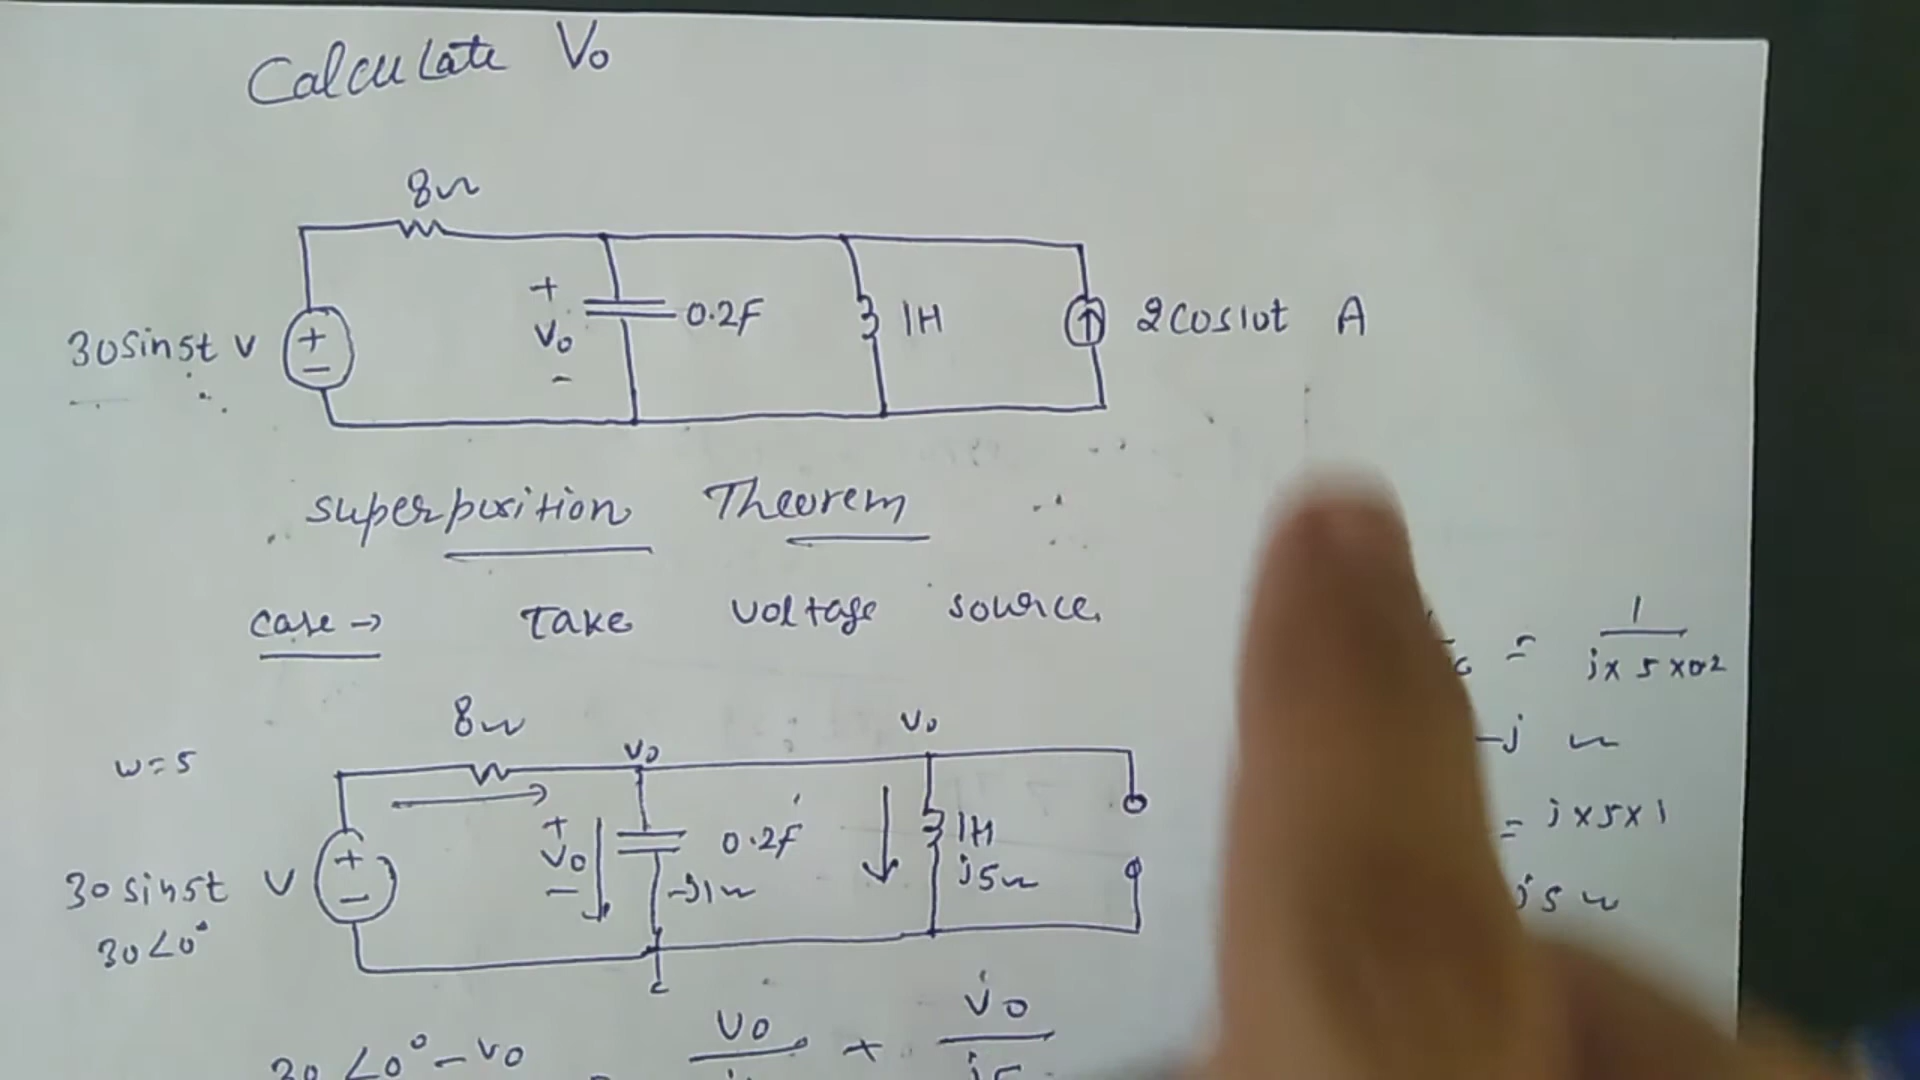 Calculate Vo
8Ω
30sin5t V
+
Vo
-
0.2F
1H
2cos10t A
superposition Theorem
case → Take voltage source
= 1/(j×5×0.2)
-j Ω
= j×5×1
j5Ω
8Ω
Vo
Vo
w=5
+
Vo
-
0.2f
-j1Ω
1H
j5Ω
30sin5t V
30∠0°
30∠0°-Vo
Vo + Vo